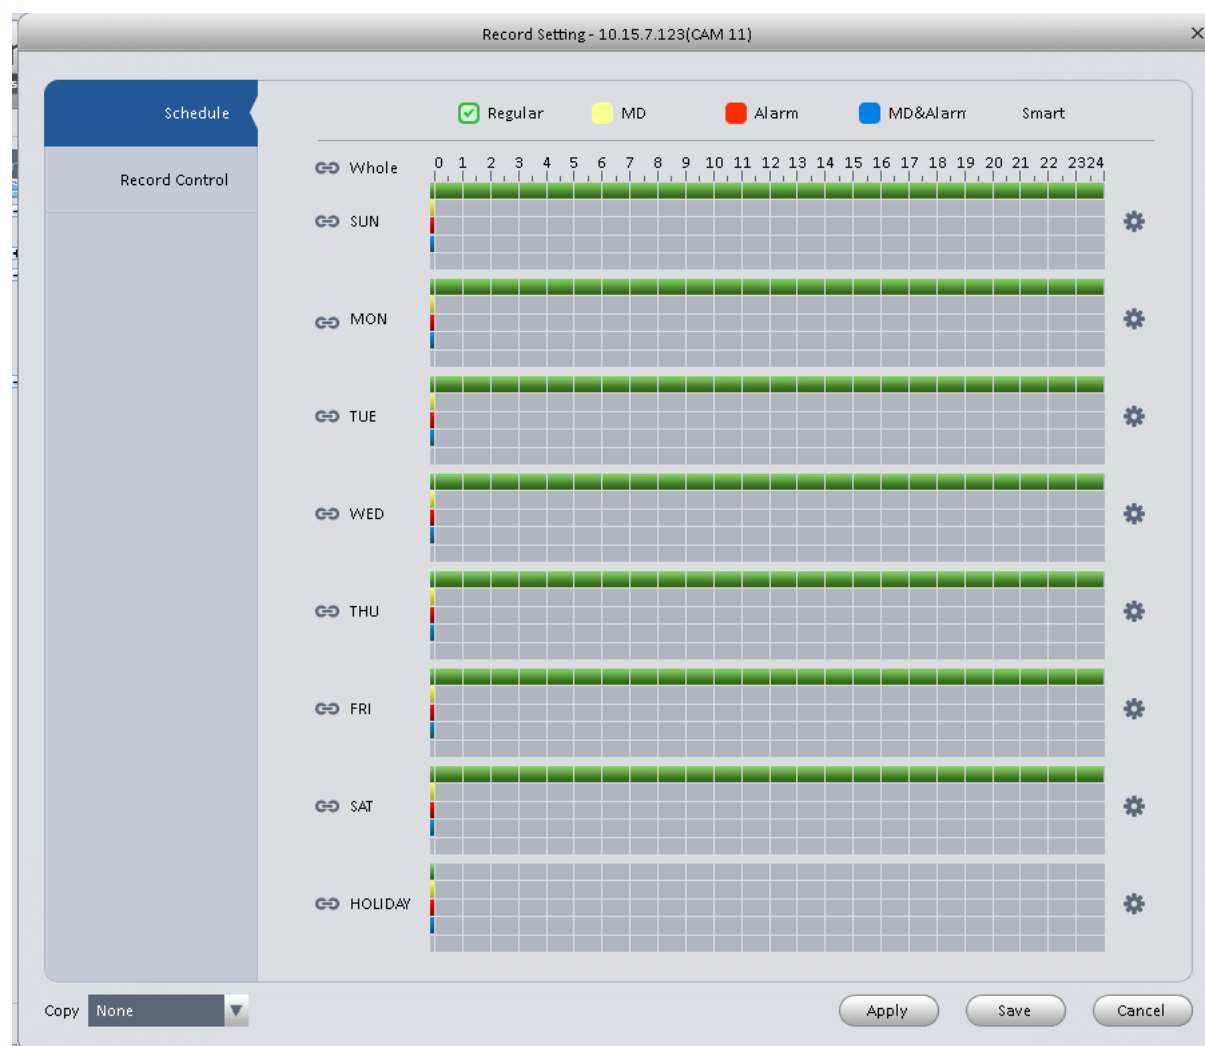 Record Setting - 10.15.7.123(CAM 11)
Schedule
Record Control
Regular MD Alarm MD&Alarm Smart
Whole 0 1 2 3 4 5 6 7 8 9 10 11 12 13 14 15 16 17 18 19 20 21 22 2324
SUN
MON
TUE
WED
THU
FRI
SAT
HOLIDAY
Copy None Apply Save Cancel